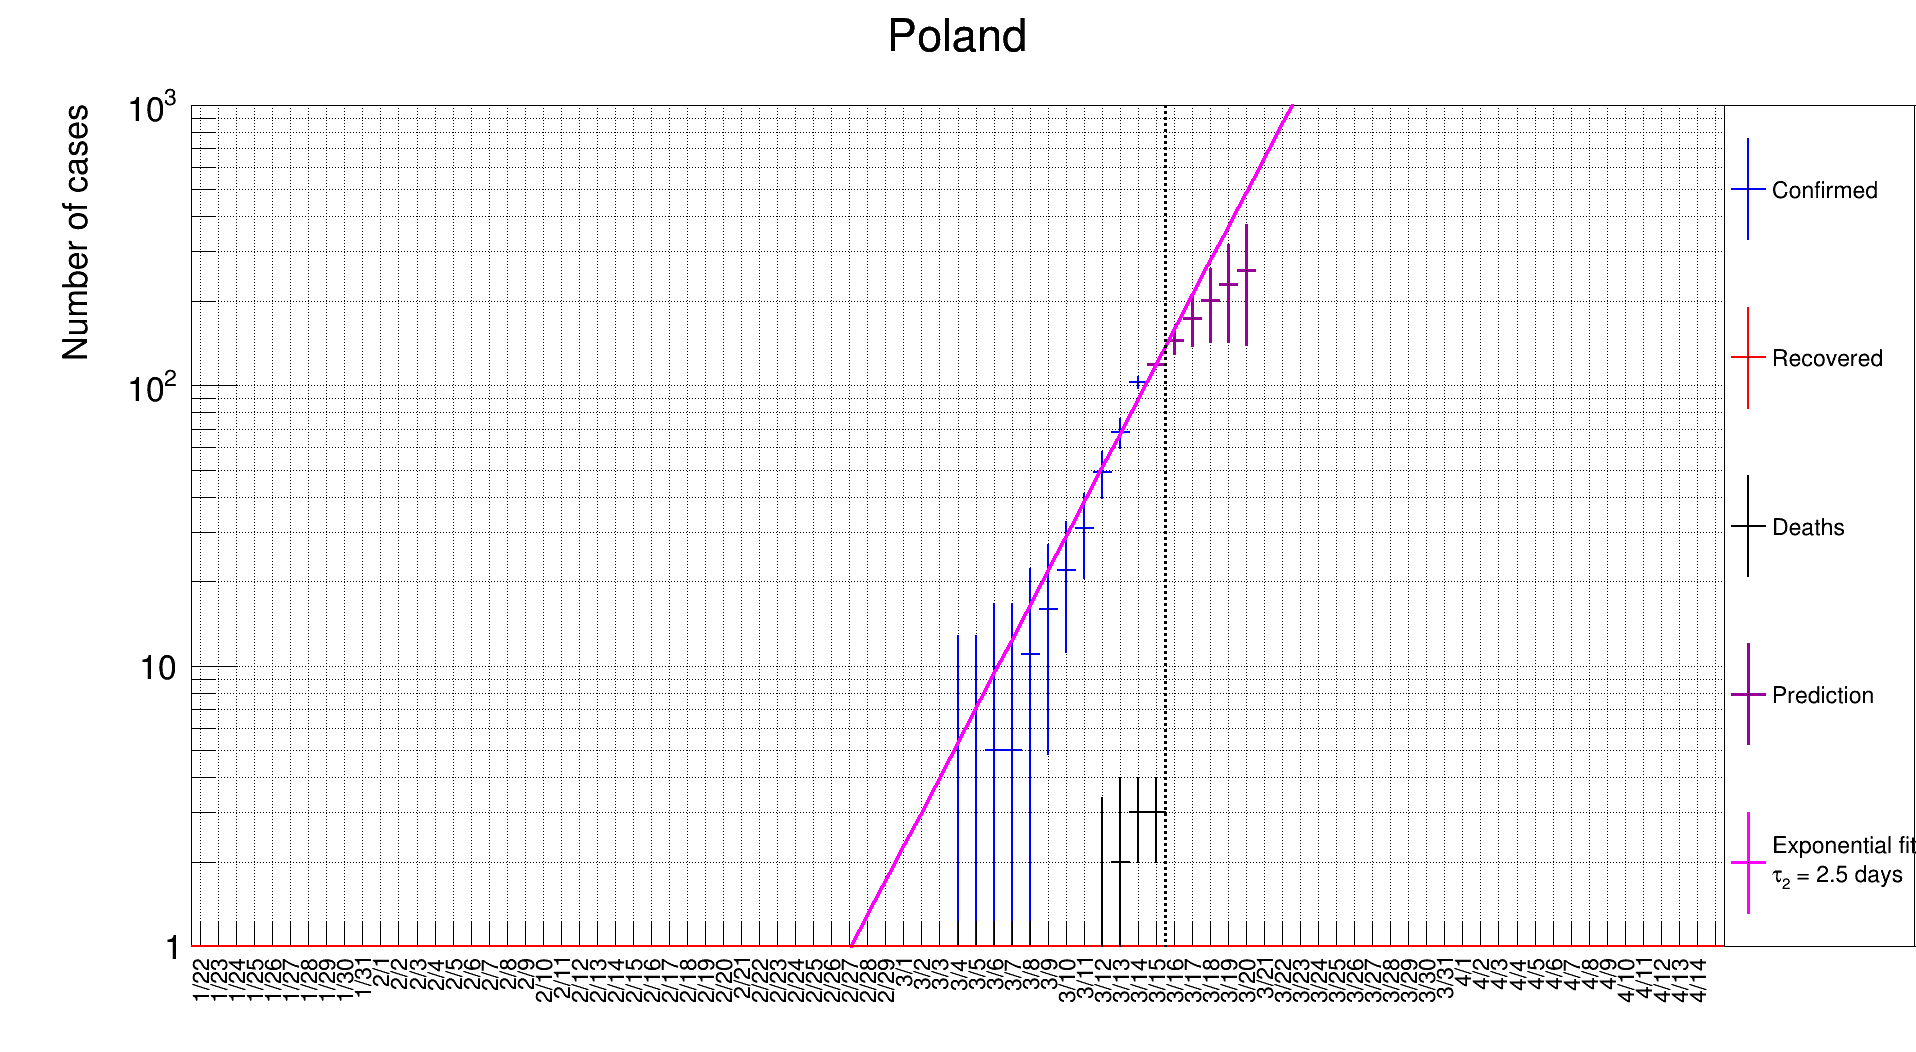 Poland
Number of cases
10³
10²
10
1
1/22 1/23 1/24 1/25 1/26 1/27 1/28 1/29 1/30 1/31 2/1 2/2 2/3 2/4 2/5 2/6 2/7 2/8 2/9 2/10 2/11 2/12 2/13 2/14 2/15 2/16 2/17 2/18 2/19 2/20 2/21 2/22 2/23 2/24 2/25 2/26 2/27 2/28 2/29 3/1 3/2 3/3 3/4 3/5 3/6 3/7 3/8 3/9 3/10 3/11 3/12 3/13 3/14 3/15 3/16 3/17 3/18 3/19 3/20 3/21 3/22 3/23 3/24 3/25 3/26 3/27 3/28 3/29 3/30 3/31 4/1 4/2 4/3 4/4 4/5 4/6 4/7 4/8 4/9 4/10 4/11 4/12 4/13 4/14
Confirmed
Recovered
Deaths
Prediction
Exponential fit
τ₂ = 2.5 days